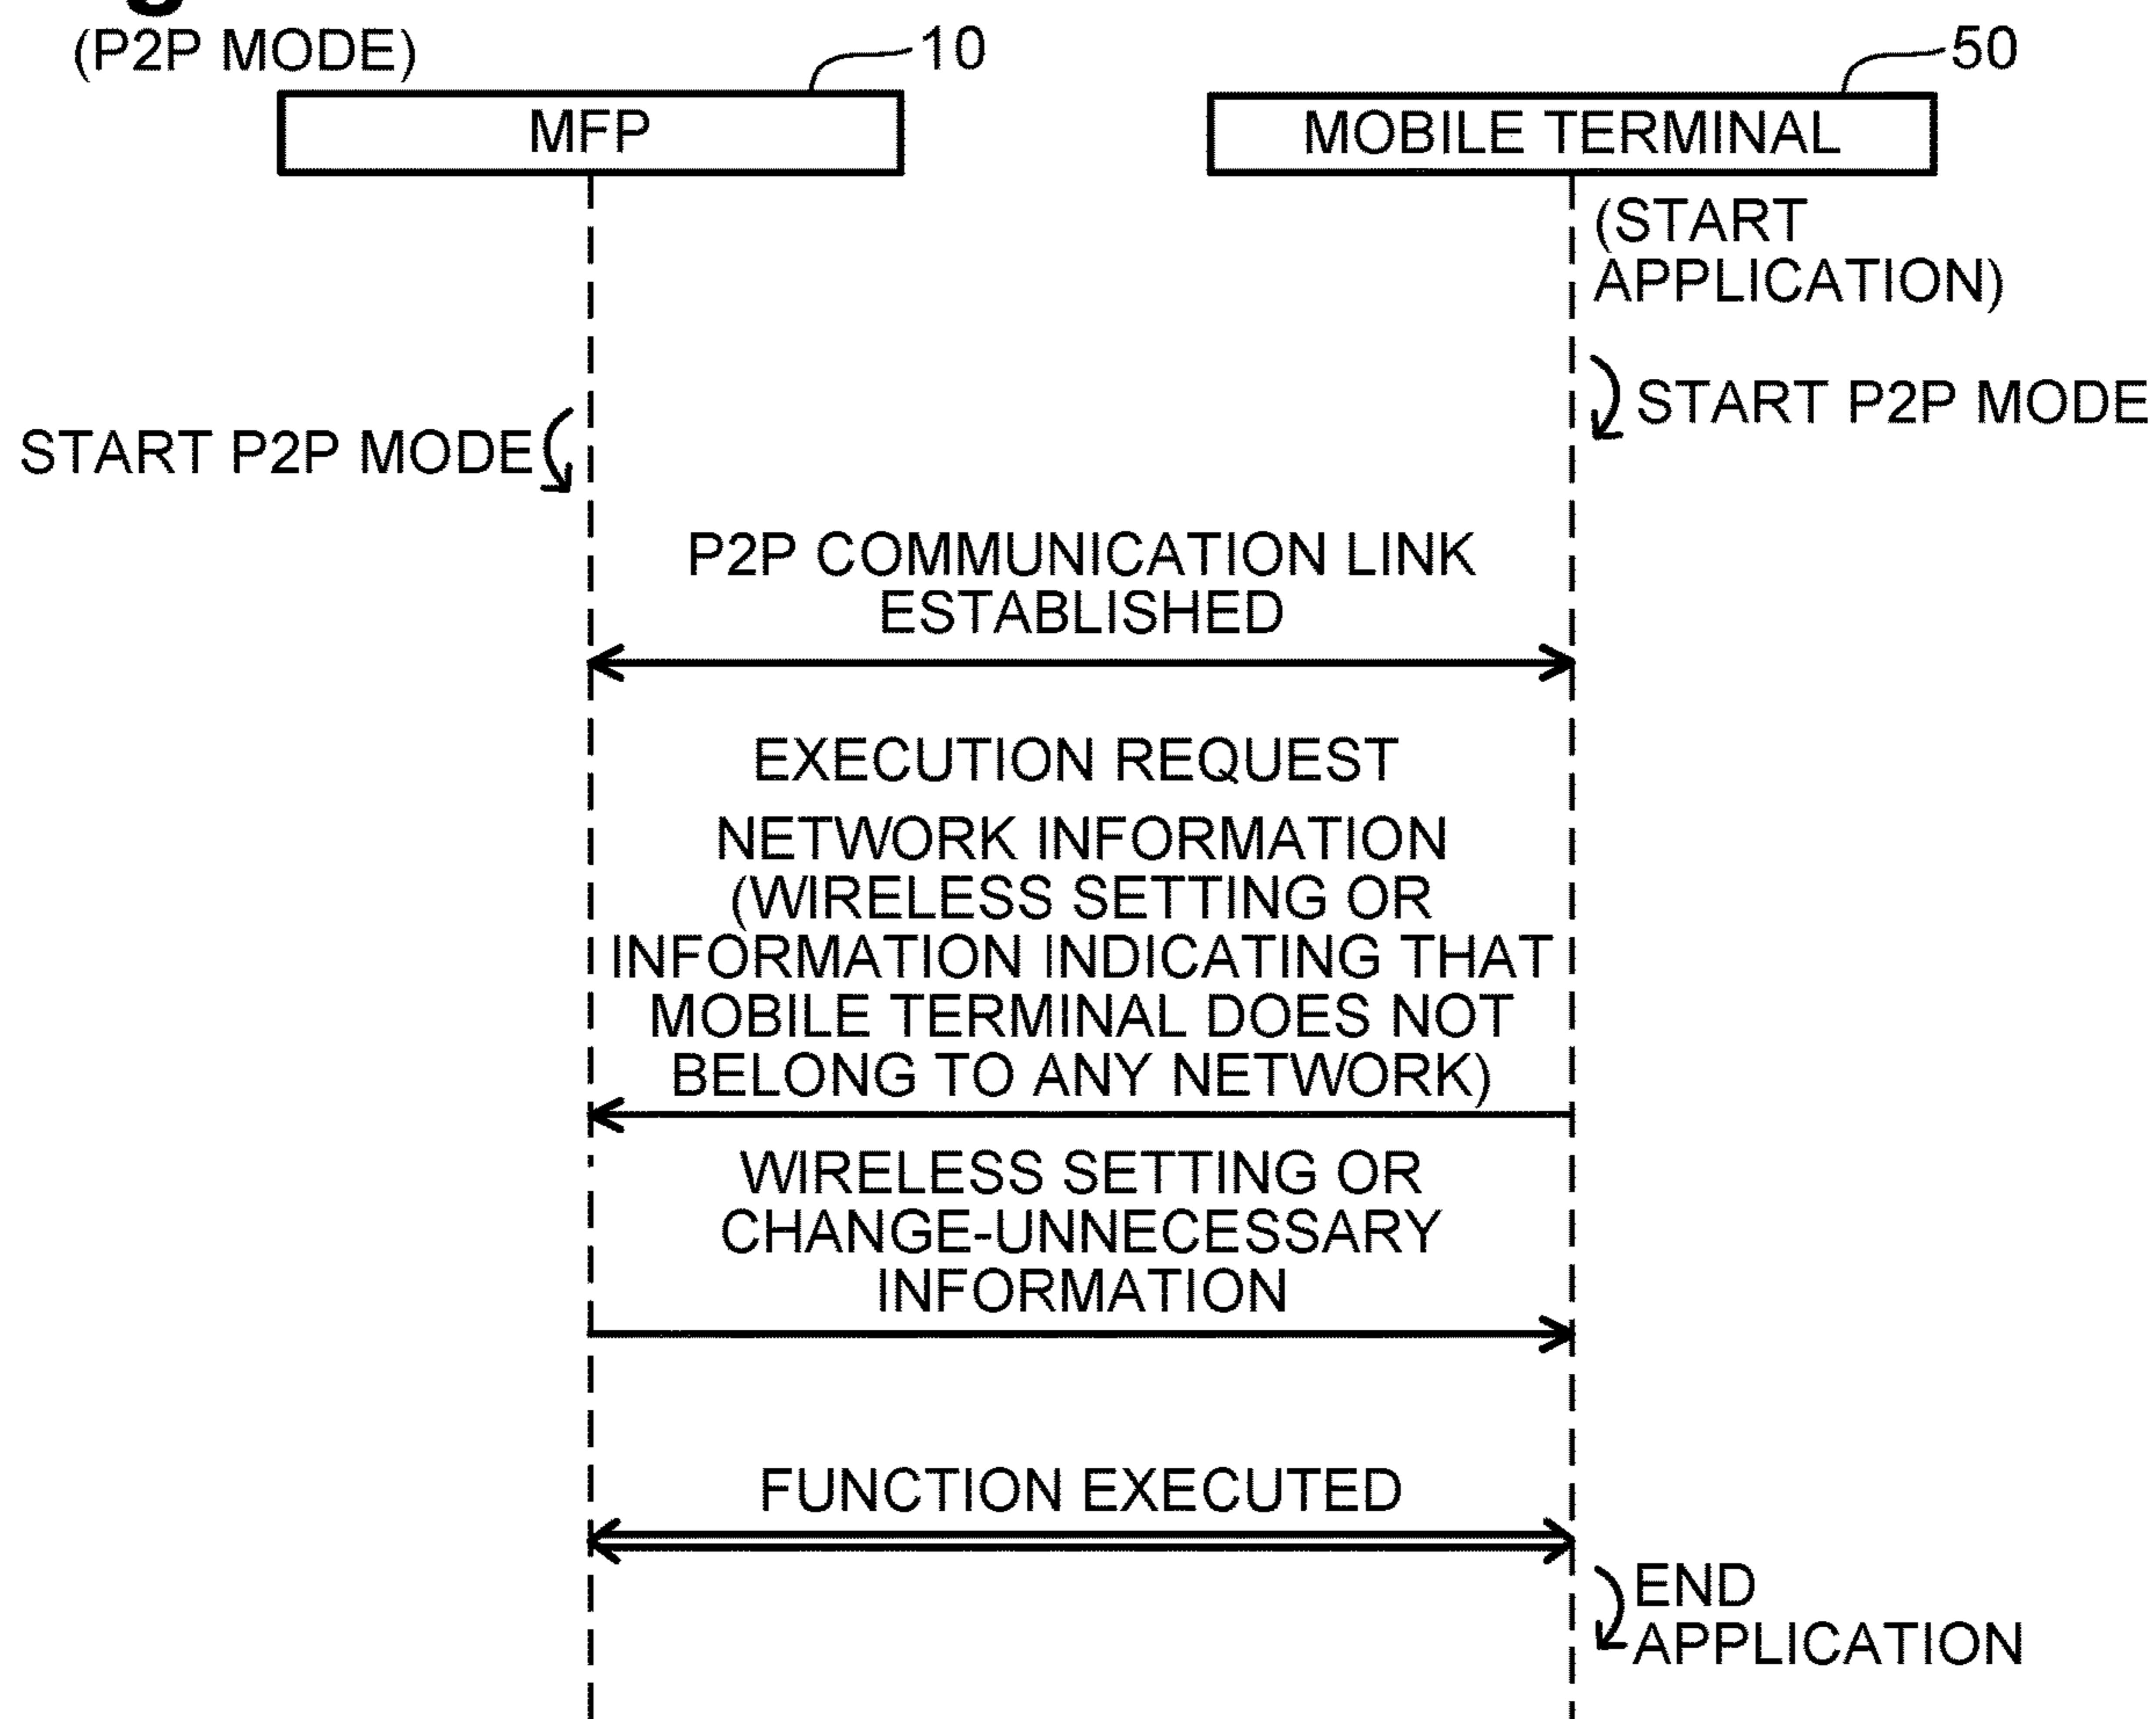 (P2P MODE)
10
50
MFP
MOBILE TERMINAL
(START
APPLICATION)
START P2P MODE
START P2P MODE
P2P COMMUNICATION LINK
ESTABLISHED
EXECUTION REQUEST
NETWORK INFORMATION
(WIRELESS SETTING OR
INFORMATION INDICATING THAT
MOBILE TERMINAL DOES NOT
BELONG TO ANY NETWORK)
WIRELESS SETTING OR
CHANGE-UNNECESSARY
INFORMATION
FUNCTION EXECUTED
END
APPLICATION